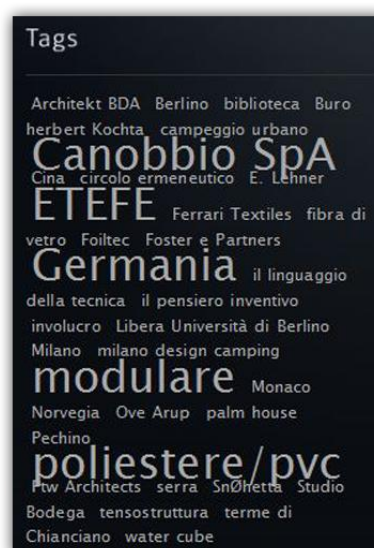 Tags
Architekt BDA Berlino biblioteca Buro
herbert Kochta campeggio urbano
Canobbio SpA
Cina circolo ermeneutico E. Lehner
ETEFE Ferrari Textiles fibra di
vetro Foiltec Foster e Partners
Germania il linguaggio
della tecnica il pensiero inventivo
involucro Libera Università di Berlino
Milano milano design camping
modulare Monaco
Norvegia Ove Arup palm house
Pechino
poliestere/pvc
Ptw Architects serra SnØhetta Studio
Bodega tensostruttura terme di
Chianciano water cube